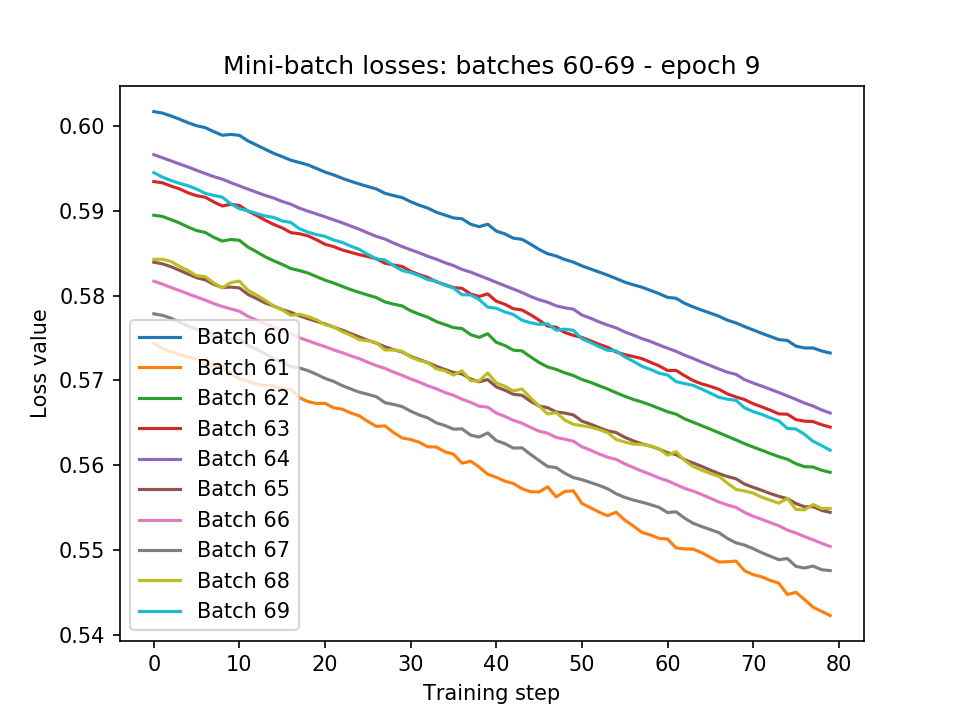 Mini-batch losses: batches 60-69 - epoch 9
0.60
0.59
0.58
0.57
0.56
0.55
0.54
Loss value
Batch 60
Batch 61
Batch 62
Batch 63
Batch 64
Batch 65
Batch 66
Batch 67
Batch 68
Batch 69
0 10 20 30 40 50 60 70 80
Training step